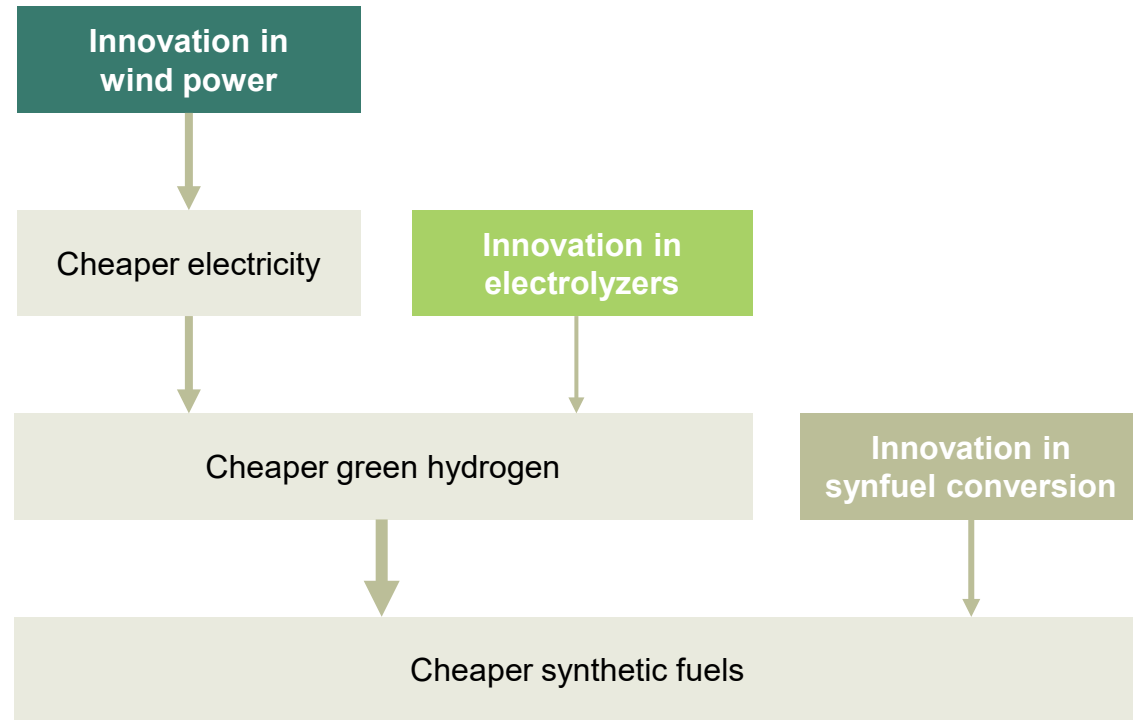 Innovation in
wind power
Cheaper electricity
Innovation in
electrolyzers
Cheaper green hydrogen
Innovation in
synfuel conversion
Cheaper synthetic fuels